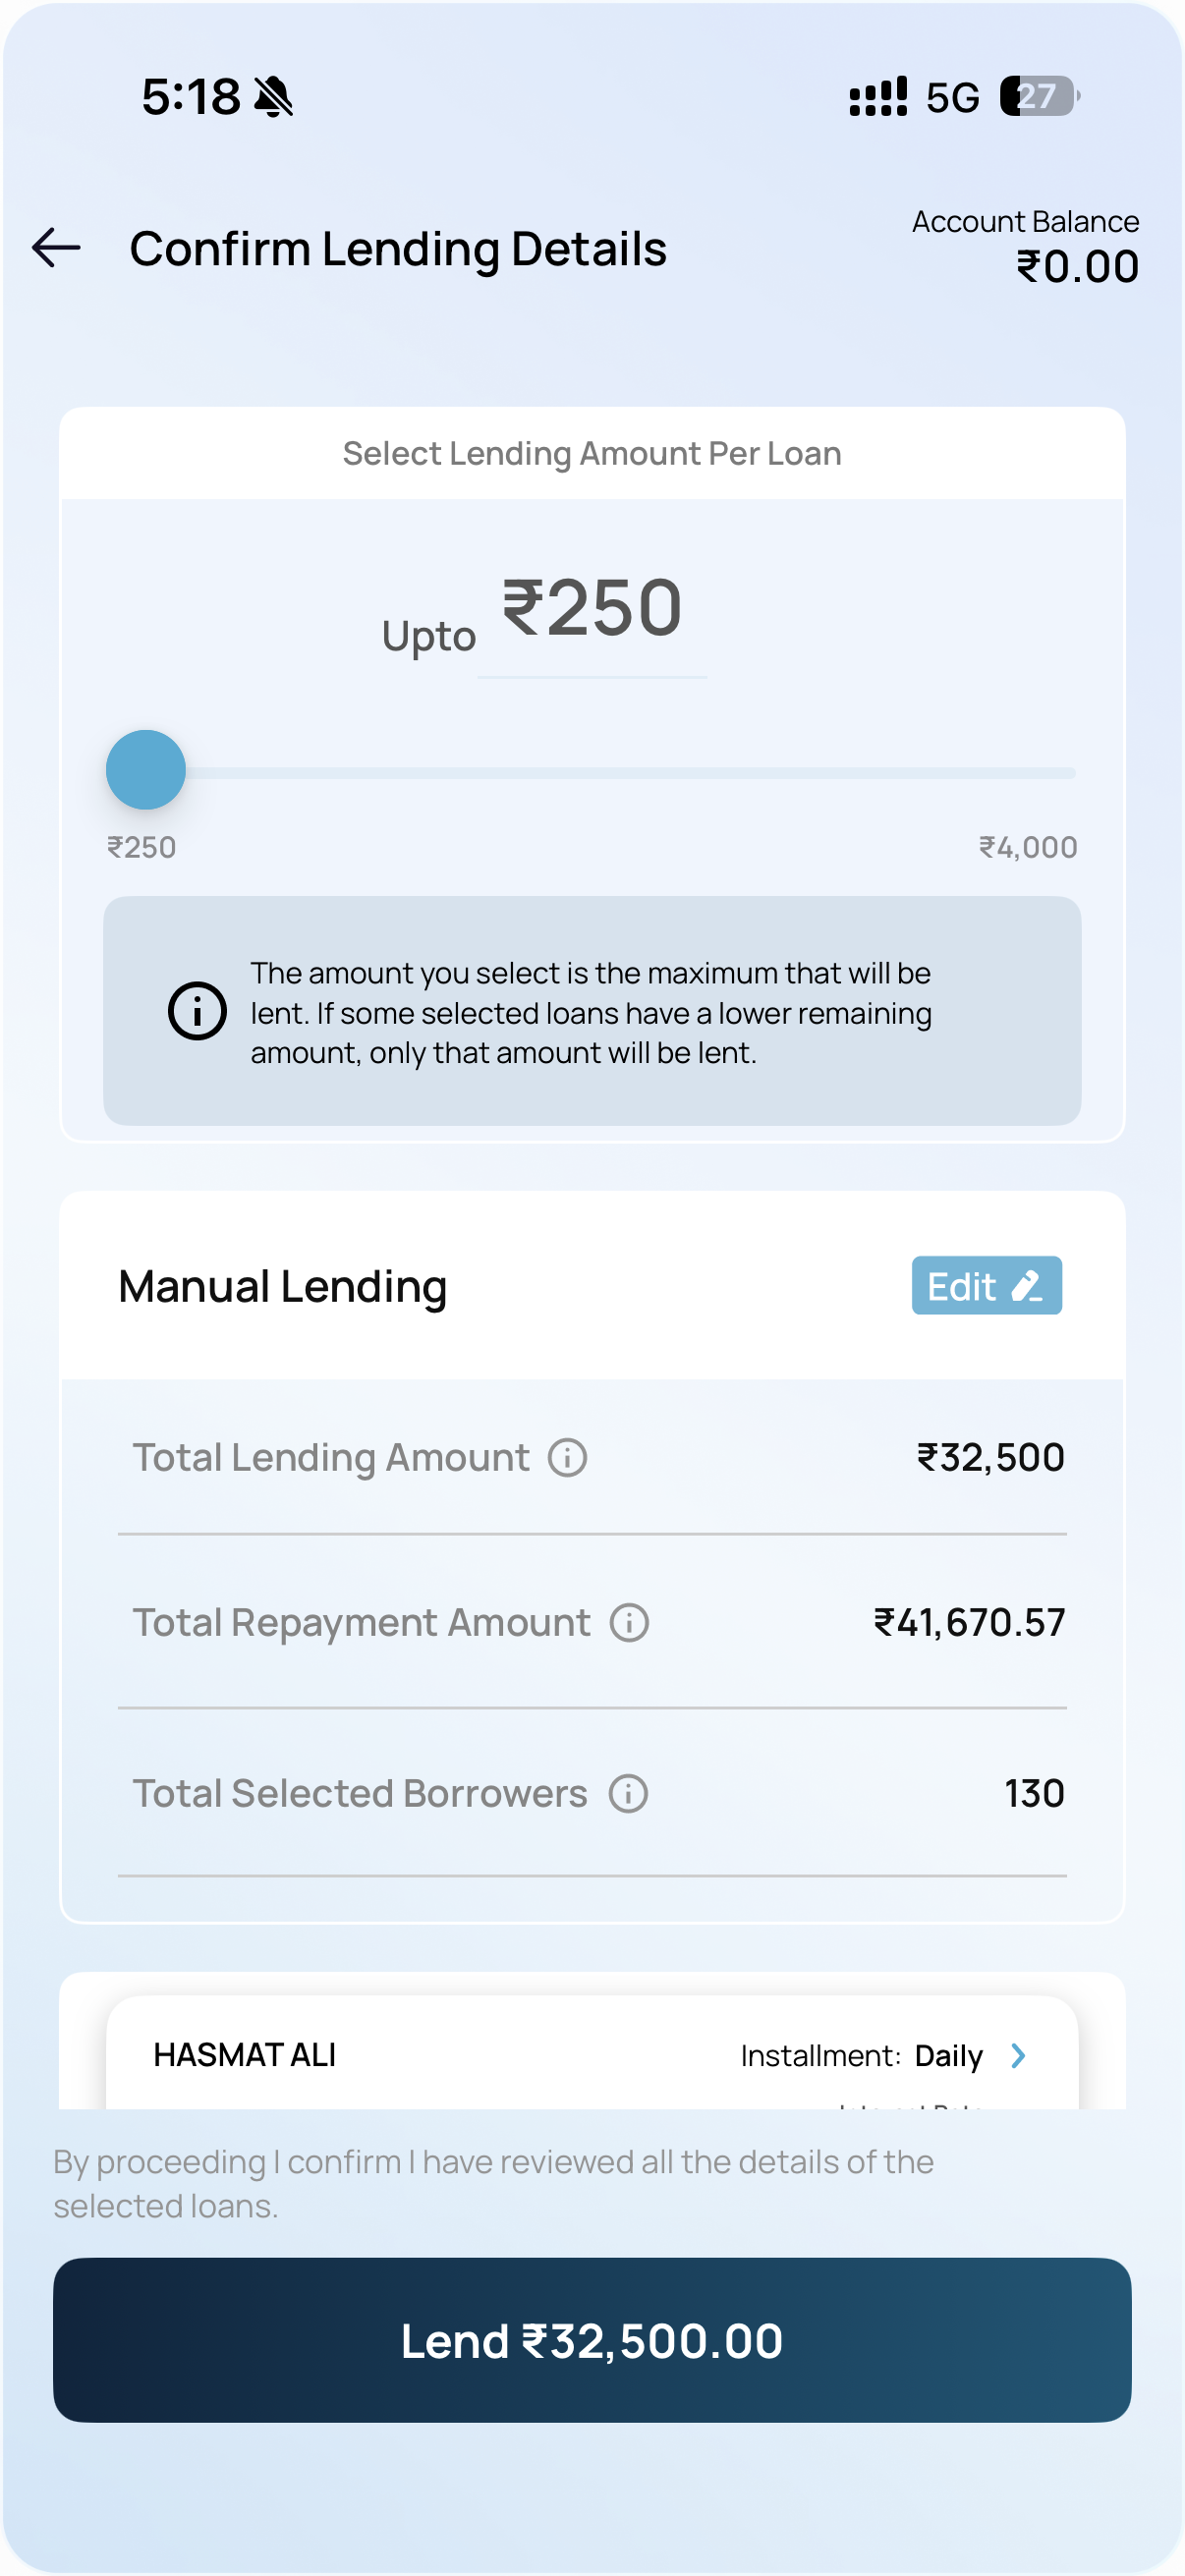 5:18
5G 27
Confirm Lending Details
Account Balance
₹0.00
Select Lending Amount Per Loan
Upto ₹250
₹250 ₹4,000
The amount you select is the maximum that will be
lent. If some selected loans have a lower remaining
amount, only that amount will be lent.
Manual Lending Edit
Total Lending Amount ₹32,500
Total Repayment Amount ₹41,670.57
Total Selected Borrowers 130
HASMAT ALI Installment: Daily
By proceeding I confirm I have reviewed all the details of the
selected loans.
Lend ₹32,500.00